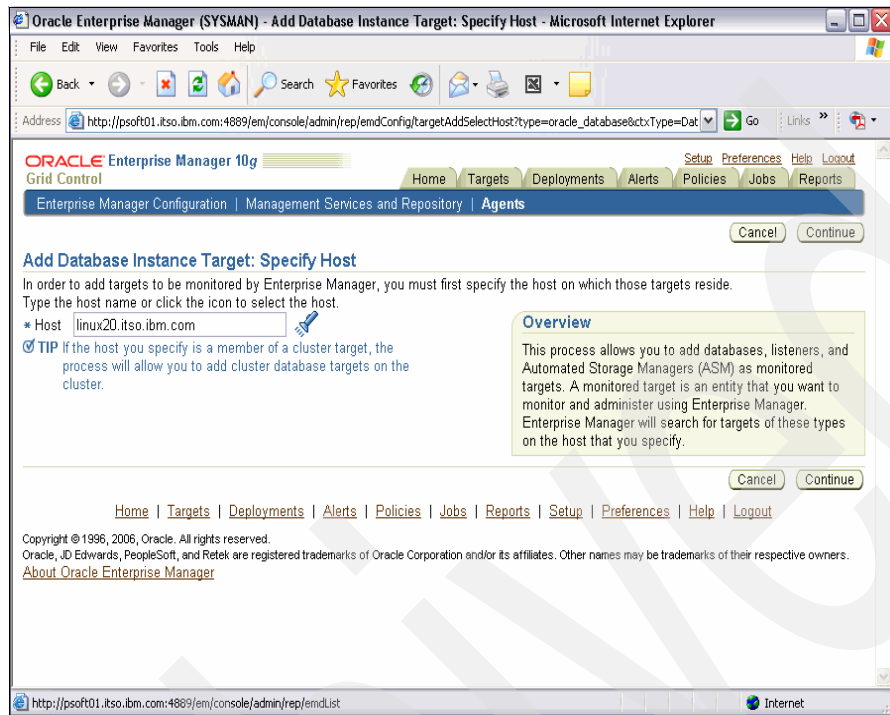 Oracle Enterprise Manager (SYSMAN) - Add Database Instance Target: Specify Host - Microsoft Internet Explorer
File Edit View Favorites Tools Help
Back Search Favorites
Address http://psoft01.itso.ibm.com:4889/em/console/admin/rep/emdConfig/targetAddSelectHost?type=oracle_database&ctxType=Dat Go Links »
ORACLE Enterprise Manager 10g
Setup Preferences Help Logout
Grid Control
Home Targets Deployments Alerts Policies Jobs Reports
Enterprise Manager Configuration | Management Services and Repository | Agents
Cancel Continue
Add Database Instance Target: Specify Host
In order to add targets to be monitored by Enterprise Manager, you must first specify the host on which those targets reside.
Type the host name or click the icon to select the host.
* Host linux20.itso.ibm.com
TIP If the host you specify is a member of a cluster target, the
process will allow you to add cluster database targets on the
cluster.
Overview
This process allows you to add databases, listeners, and
Automated Storage Managers (ASM) as monitored
targets. A monitored target is an entity that you want to
monitor and administer using Enterprise Manager.
Enterprise Manager will search for targets of these types
on the host that you specify.
Cancel Continue
Home | Targets | Deployments | Alerts | Policies | Jobs | Reports | Setup | Preferences | Help | Logout
Copyright © 1996, 2006, Oracle. All rights reserved.
Oracle, JD Edwards, PeopleSoft, and Retek are registered trademarks of Oracle Corporation and/or its affiliates. Other names may be trademarks of their respective owners.
About Oracle Enterprise Manager
http://psoft01.itso.ibm.com:4889/em/console/admin/rep/emdList Internet